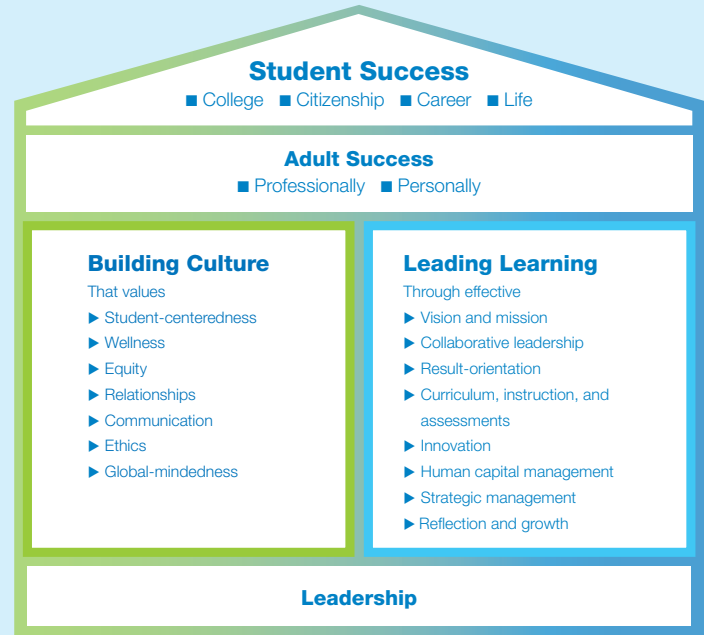 Student Success
■ College ■ Citizenship ■ Career ■ Life
Adult Success
■ Professionally ■ Personally
Building Culture
That values
▶ Student-centeredness
▶ Wellness
▶ Equity
▶ Relationships
▶ Communication
▶ Ethics
▶ Global-mindedness
Leading Learning
Through effective
▶ Vision and mission
▶ Collaborative leadership
▶ Result-orientation
▶ Curriculum, instruction, and
assessments
▶ Innovation
▶ Human capital management
▶ Strategic management
▶ Reflection and growth
Leadership